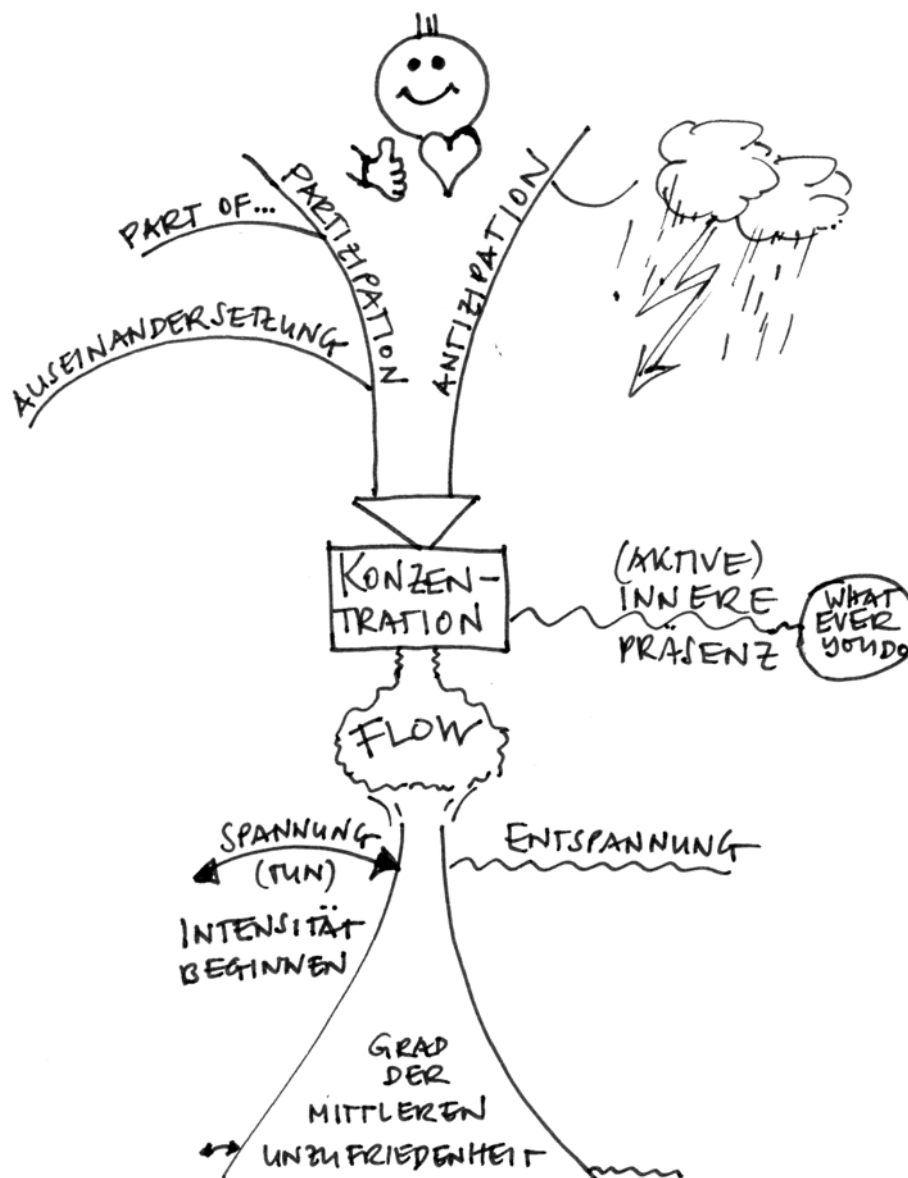 PART OF...
PARTIZIPATION
ANTIZIPATION
AUSEINANDERSETZUNG
KONZEN-
TRATION
(AKTIVE)
INNERE
PRÄSENZ
WHAT
EVER
YOU DO
FLOW
SPANNUNG
(TUN)
INTENSITÄT
BEGINNEN
ENTSPANNUNG
GRAD
DER
MITTLEREN
UNZUFRIEDENHEIT